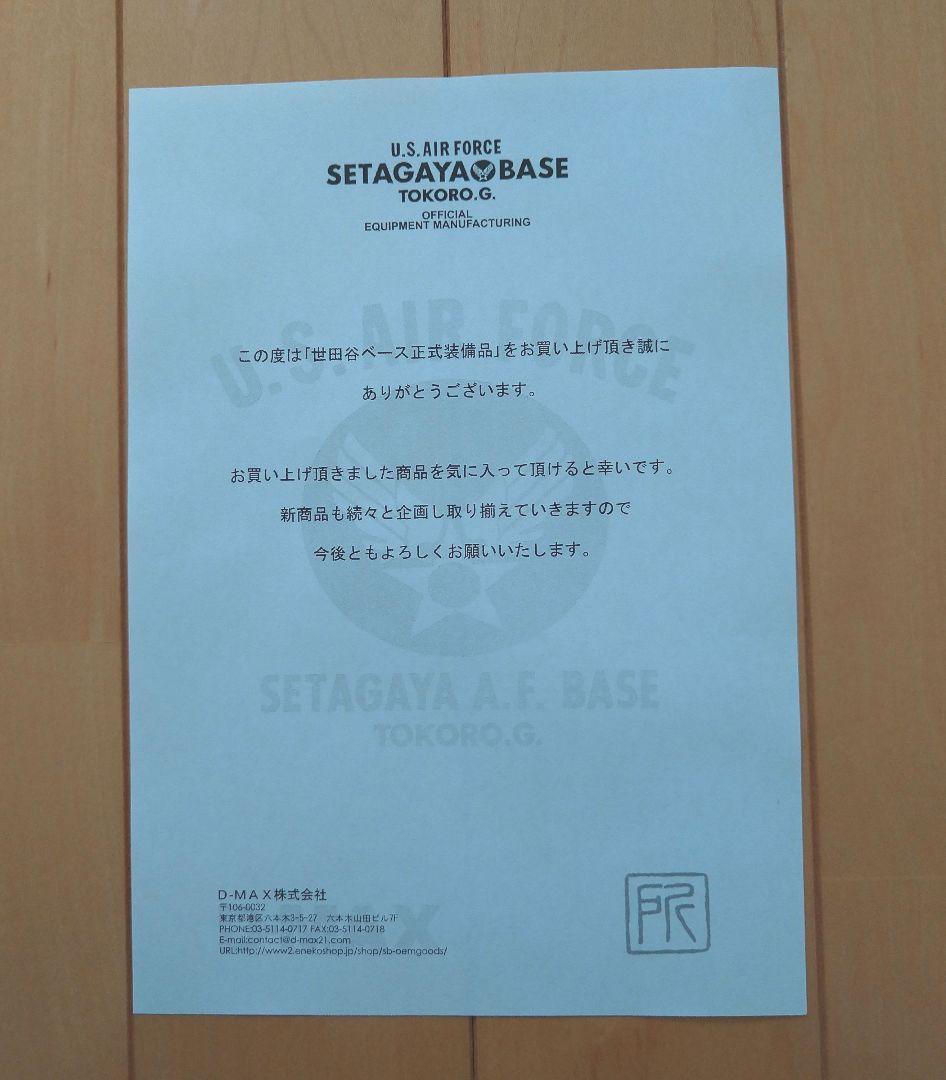 U.S. AIR FORCE
SETAGAYA BASE
TOKORO.G.
OFFICIAL
EQUIPMENT MANUFACTURING
U.S. AIR FORCE
この度は「世田谷ベース正式装備品」をお買い上げ頂き誠に
ありがとうございます。
お買い上げ頂きました商品を気に入って頂けると幸いです。
新商品も続々と企画し取り揃えていきますので
今後ともよろしくお願いいたします。
SETAGAYA A.F. BASE
TOKORO.G.
D-MAX株式会社
〒106-0032
東京都港区六本木3-5-27 六本木山田ビル7F
PHONE:03-5114-0717 FAX:03-5114-0718
E-mail:contact@d-max21.com
URL:http://www2.enekoshop.jp/shop/sb-oemgoods/
所